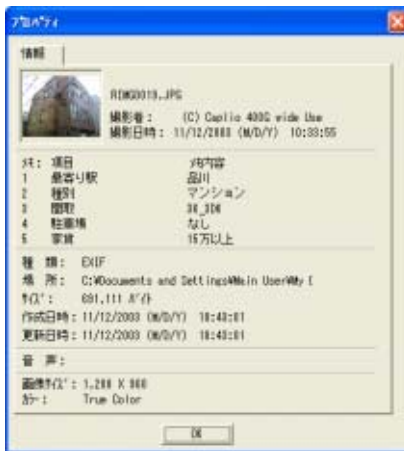 プロパティ
情報
RIMG0019.JPG
撮影者: (C) Caplio 400G wide Use
撮影日時: 11/12/2003 (M/D/Y) 10:33:55
メモ: 項目 メモ内容
1 最寄り駅 品川
2 種別 マンション
3 間取 3K_3DK
4 駐車場 なし
5 家賃 15万以上
種 類: EXIF
場 所: C:¥Documents and Settings¥Main User¥My
サイズ: 691,111 バイト
作成日時: 11/12/2003 (M/D/Y) 18:43:01
更新日時: 11/12/2003 (M/D/Y) 18:43:01
音 声:
画像サイズ: 1,280 X 960
カラー: True Color
OK